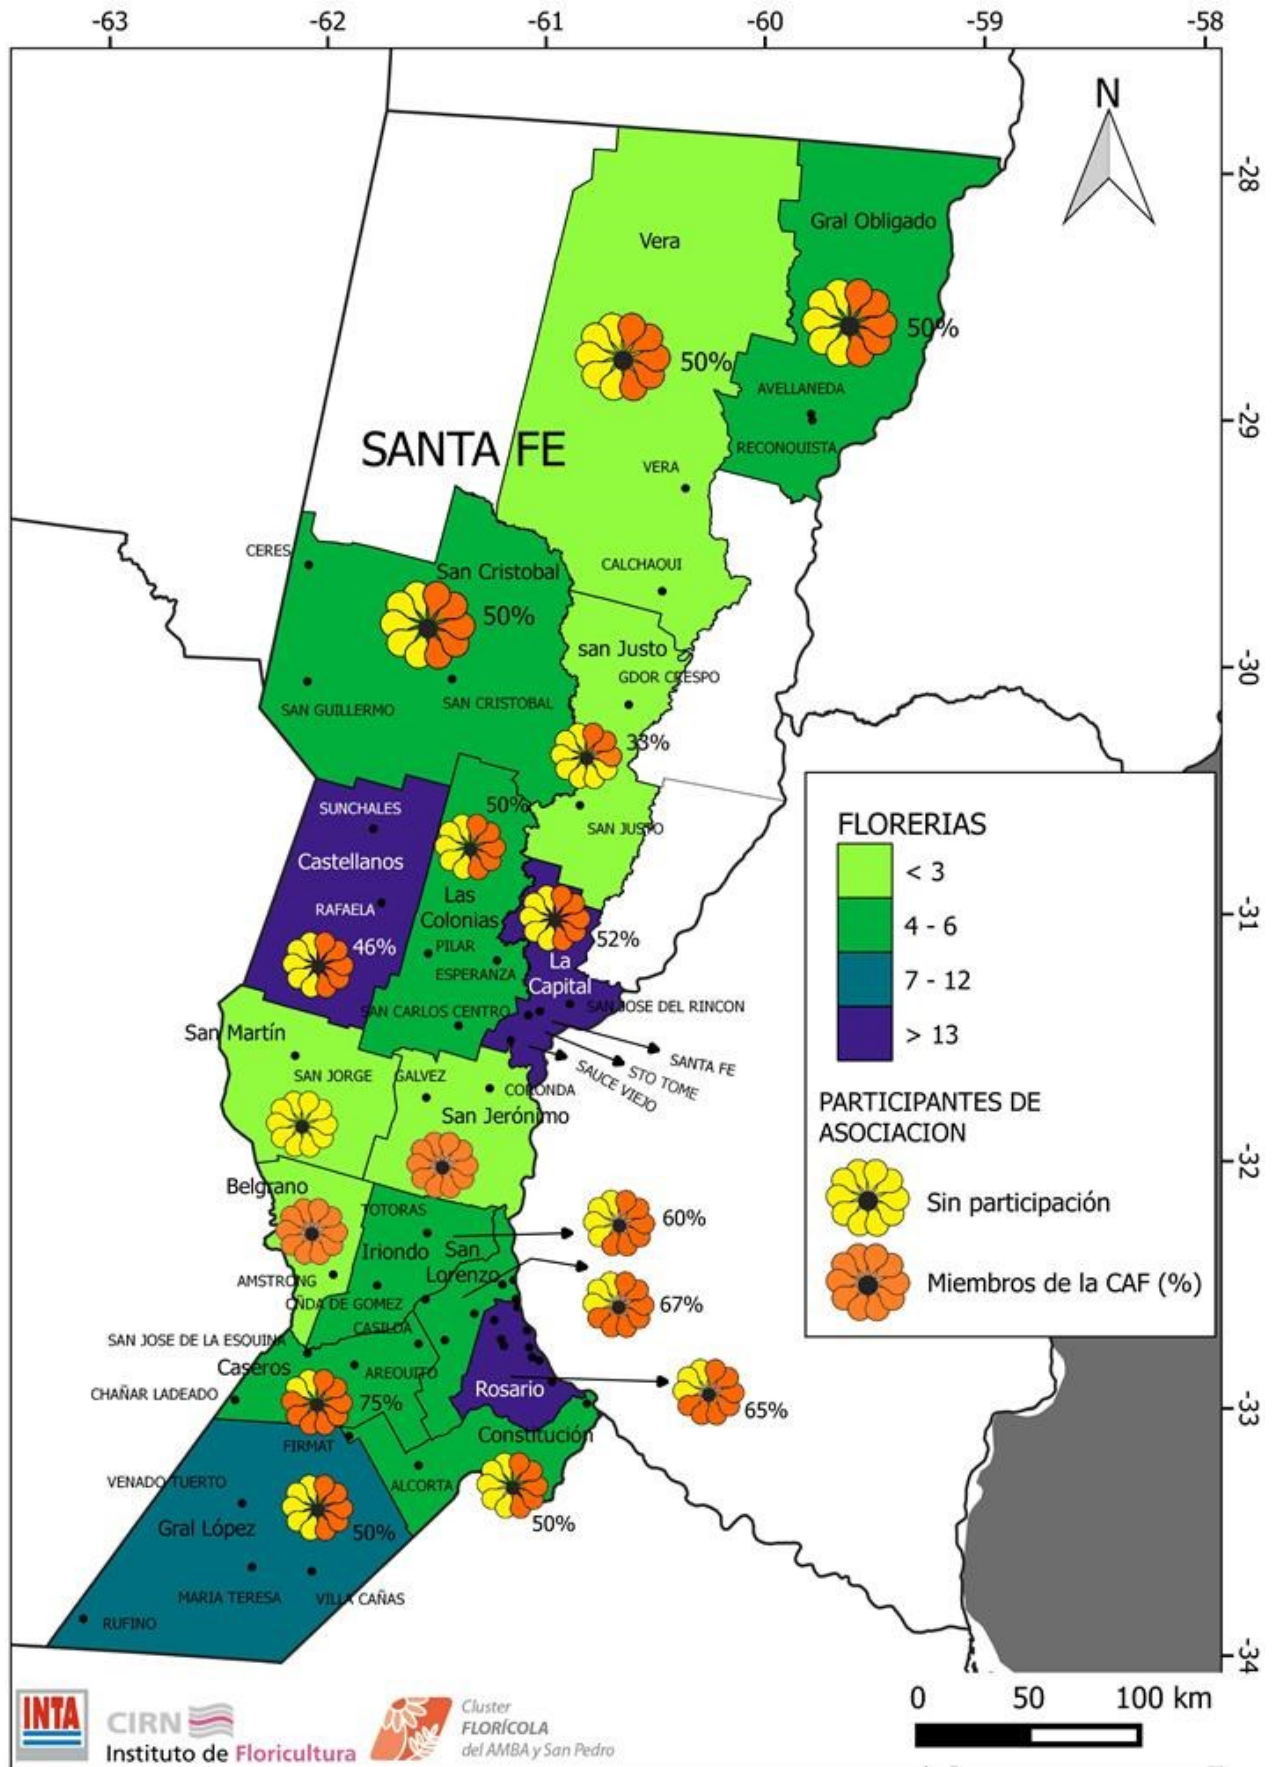 -63
-62
-61
-60
-59
-58
N
-28
-29
-30
-31
-32
-33
-34
SANTA FE
Vera
Gral Obligado
50%
50%
AVELLANEDA
RECONQUISTA
VERA
CALCHAQUI
CERES
San Cristobal
50%
SAN GUILLERMO
SAN CRISTOBAL
san Justo
GDOR CRESPO
33%
SAN JUSTO
SUNCHALES
Castellanos
RAFAELA
46%
50%
Las
Colonias
PILAR
ESPERANZA
SAN CARLOS CENTRO
52%
La
Capital
SAN JOSE DEL RINCON
SANTA FE
STO TOME
SAUCE VIEJO
San Martín
SAN JORGE
GALVEZ
CORONDA
San Jerónimo
Belgrano
TOTORAS
Iriondo
San
Lorenzo
60%
67%
AMSTRONG
CÑDA DE GOMEZ
CASILDA
SAN JOSE DE LA ESQUINA
Caseros
AREQUITO
CHAÑAR LADEADO
75%
Rosario
65%
Constitución
FIRMAT
ALCORTA
50%
VENADO TUERTO
Gral López
50%
MARIA TERESA
VILLA CAÑAS
RUFINO
FLORERIAS
< 3
4 - 6
7 - 12
> 13
PARTICIPANTES DE
ASOCIACION
Sin participación
Miembros de la CAF (%)
INTA
CIRN
Instituto de Floricultura
Cluster
FLORÍCOLA
del AMBA y San Pedro
0 50 100 km